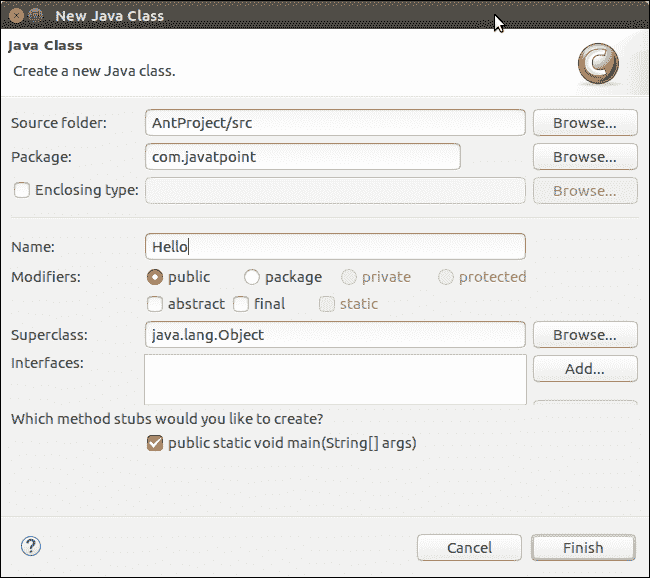 New Java Class
Java Class
Create a new Java class.
Source folder: AntProject/src Browse...
Package: com.javatpoint Browse...
Enclosing type: Browse...
Name: Hello
Modifiers: public package private protected
abstract final static
Superclass: java.lang.Object Browse...
Interfaces: Add...
Which method stubs would you like to create?
public static void main(String[] args)
? Cancel Finish